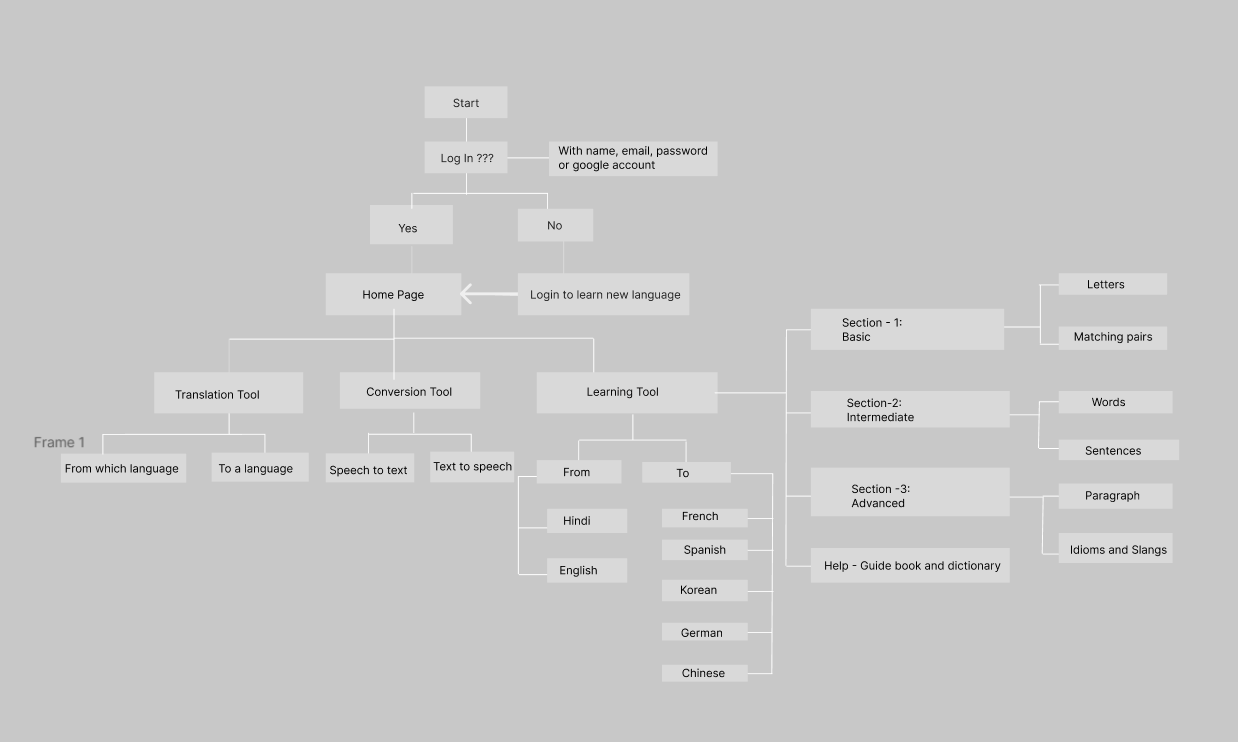 Start
Log In ???
With name, email, password
or google account
Yes
No
Home Page
Login to learn new language
Translation Tool
Conversion Tool
Learning Tool
Frame 1
From which language
To a language
Speech to text
Text to speech
From
To
Hindi
English
French
Spanish
Korean
German
Chinese
Section - 1:
Basic
Letters
Matching pairs
Section-2:
Intermediate
Words
Sentences
Section -3:
Advanced
Paragraph
Idioms and Slangs
Help - Guide book and dictionary